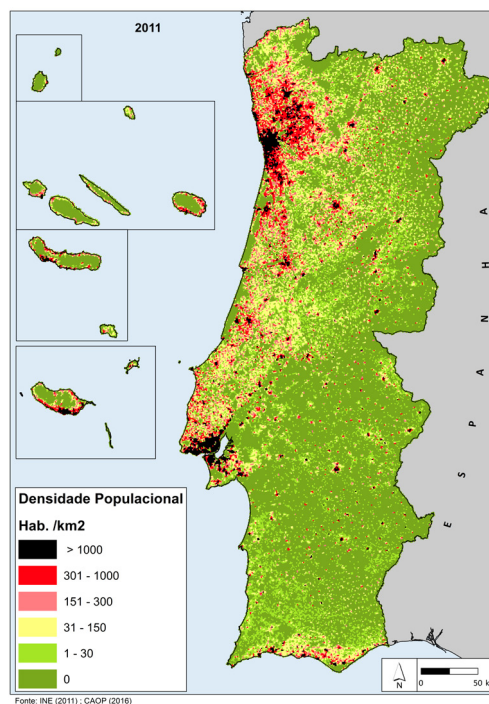 2011
ESPANHA
Densidade Populacional
Hab. /km2
> 1000
301 - 1000
151 - 300
31 - 150
1 - 30
0
N
0
50 k
Fonte: INE (2011) ; CAOP (2016)